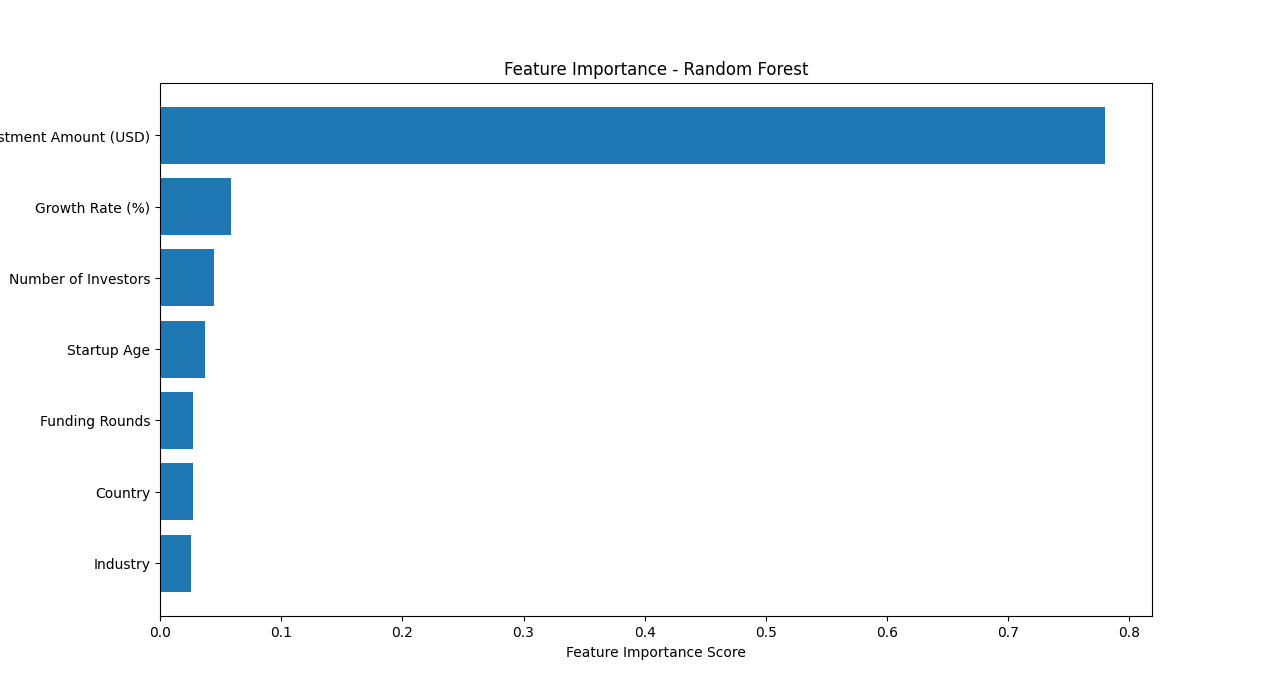 Feature Importance - Random Forest
stment Amount (USD)
Growth Rate (%)
Number of Investors
Startup Age
Funding Rounds
Country
Industry
0.0 0.1 0.2 0.3 0.4 0.5 0.6 0.7 0.8
Feature Importance Score